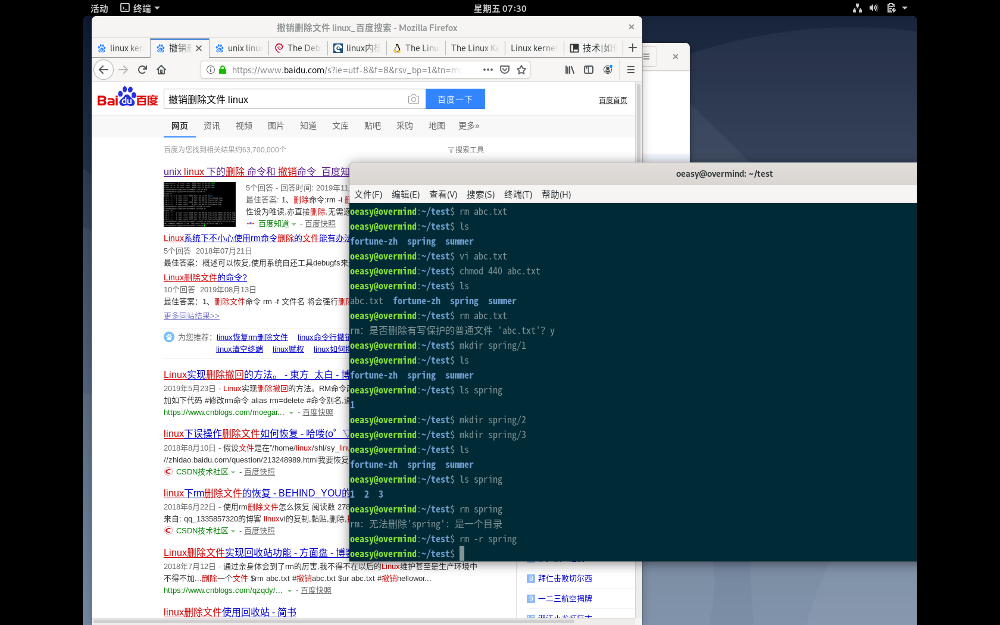 活动 终端 星期五 07:30
撤销删除文件 linux_百度搜索 - Mozilla Firefox
linux ker 撤销删 unix linu The Deb linux内核 The Linu The Linux Ke Linux kernel 技术|如何
https://www.baidu.com/s?ie=utf-8&f=8&rsv_bp=1&tn=mo
Bai du 百度 撤销删除文件 linux 百度一下 百度首页
网页 资讯 视频 图片 知道 文库 贴吧 采购 地图 更多»
百度为您找到相关结果约63,700,000个 搜索工具
unix linux 下的删除 命令和 撤销命令_百度知
5个回答 - 回答时间: 2019年11
最佳答案: 1、删除命令:rm -i 删
性设为唯读,亦直接删除,无需逐
百度知道 - 百度快照
Linux系统下不小心使用rm命令删除的文件能有办法
5个回答 2018年07月21日
最佳答案：概述可以恢复,使用系统自还工具debugfs来
Linux删除文件的命令?
10个回答 2019年08月13日
最佳答案：1、删除文件命令 rm -f 文件名 将会强行删除
更多同站结果>>
为您推荐： linux恢复rm删除文件 linux命令行撤销
linux清空终端 linux赋权 linux如何撤
Linux实现删除撤回的方法。 - 東方_太白 - 博
2019年5月23日 - Linux实现删除撤回的方法。RM命令改
加如下代码 #修改rm命令 alias rm=delete #命令别名,通
https://www.cnblogs.com/moegar... - 百度快照
linux下误操作删除文件如何恢复 - 哈喽(o゜▽
2018年8月10日 - 假设文件是在"/home/linux/shl/sy_linu
//zhidao.baidu.com/question/213248989.html我要恢复
CSDN技术社区 - 百度快照
linux下rm删除文件的恢复 - BEHIND_YOU的
2018年6月22日 - 使用rm删除文件怎么恢复 阅读数 278
来自: qq_1335857320的博客 linuxvi的复制,黏贴,删除,
CSDN技术社区 - 百度快照
Linux删除文件实现回收站功能 - 方面盘 - 博客
2018年7月12日 - 通过亲身体会到了rm的厉害,我不得不在以后的Linux维护甚至是生产环境中
不得不加...删除一个文件 $rm abc.txt #撤销abc.txt $ur abc.txt #撤销hellowor...
https://www.cnblogs.com/qzqdy/... - 百度快照
linux删除文件使用回收站 - 简书
8 拜仁击败切尔西
9 一二三航空揭牌
oeasy@overmind: ~/test
文件(F) 编辑(E) 查看(V) 搜索(S) 终端(T) 帮助(H)
oeasy@overmind:~/test$ rm abc.txt
oeasy@overmind:~/test$ ls
fortune-zh spring summer
oeasy@overmind:~/test$ vi abc.txt
oeasy@overmind:~/test$ chmod 440 abc.txt
oeasy@overmind:~/test$ ls
abc.txt fortune-zh spring summer
oeasy@overmind:~/test$ rm abc.txt
rm：是否删除有写保护的普通文件 'abc.txt'？y
oeasy@overmind:~/test$ mkdir spring/1
oeasy@overmind:~/test$ ls
fortune-zh spring summer
oeasy@overmind:~/test$ ls spring
1
oeasy@overmind:~/test$ mkdir spring/2
oeasy@overmind:~/test$ mkdir spring/3
oeasy@overmind:~/test$ ls
fortune-zh spring summer
oeasy@overmind:~/test$ ls spring
1 2 3
oeasy@overmind:~/test$ rm spring
rm: 无法删除'spring': 是一个目录
oeasy@overmind:~/test$ rm -r spring
oeasy@overmind:~/test$